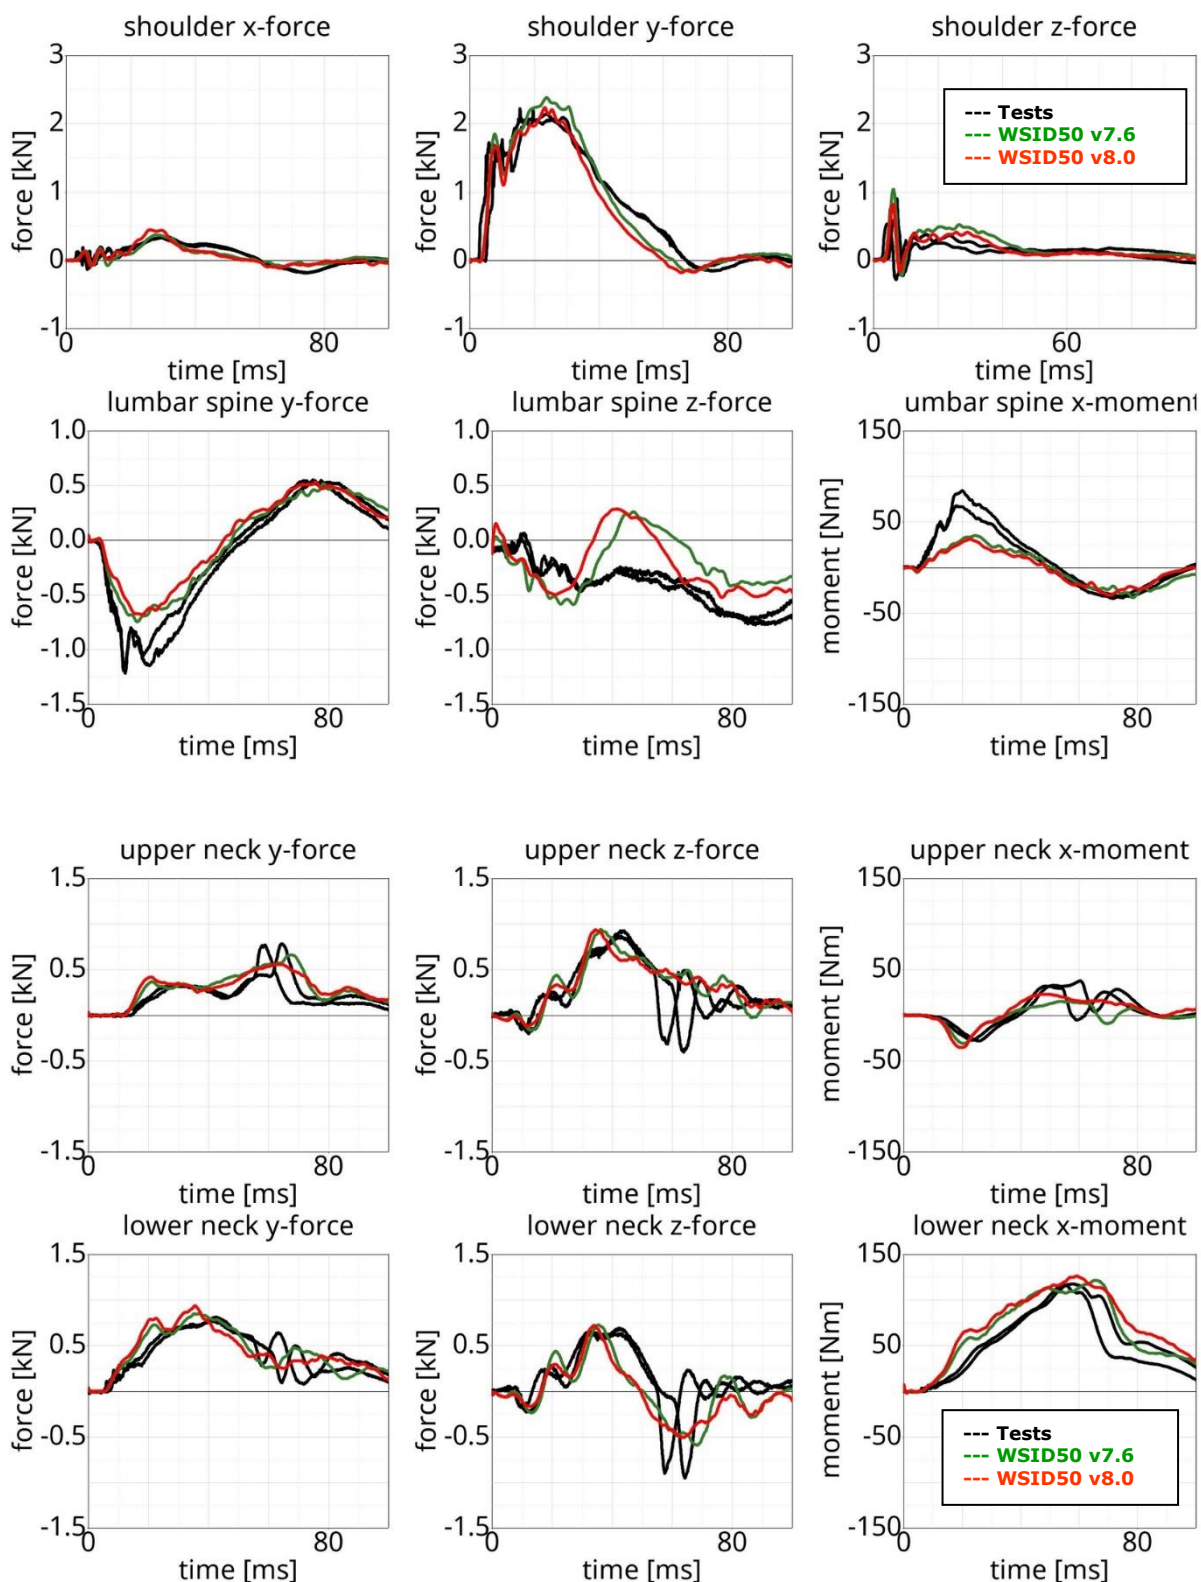 shoulder x-force
shoulder y-force
shoulder z-force
3
2
1
0
-1
force [kN]
0
80
time [ms]
3
2
1
0
-1
force [kN]
0
80
time [ms]
3
2
1
0
-1
force [kN]
0
60
time [ms]
--- Tests
--- WSID50 v7.6
--- WSID50 v8.0
lumbar spine y-force
lumbar spine z-force
umbar spine x-moment
1.0
0.5
0.0
-0.5
-1.0
-1.5
force [kN]
0
80
time [ms]
1.0
0.5
0.0
-0.5
-1.0
-1.5
force [kN]
0
80
time [ms]
150
50
-50
-150
moment [Nm]
0
80
time [ms]
upper neck y-force
upper neck z-force
upper neck x-moment
1.5
0.5
-0.5
-1.5
force [kN]
0
80
time [ms]
1.5
0.5
-0.5
-1.5
force [kN]
0
80
time [ms]
150
50
-50
-150
moment [Nm]
0
80
time [ms]
lower neck y-force
lower neck z-force
lower neck x-moment
1.5
0.5
-0.5
-1.5
force [kN]
0
80
time [ms]
1.5
0.5
-0.5
-1.5
force [kN]
0
80
time [ms]
150
50
-50
-150
moment [Nm]
0
80
time [ms]
--- Tests
--- WSID50 v7.6
--- WSID50 v8.0